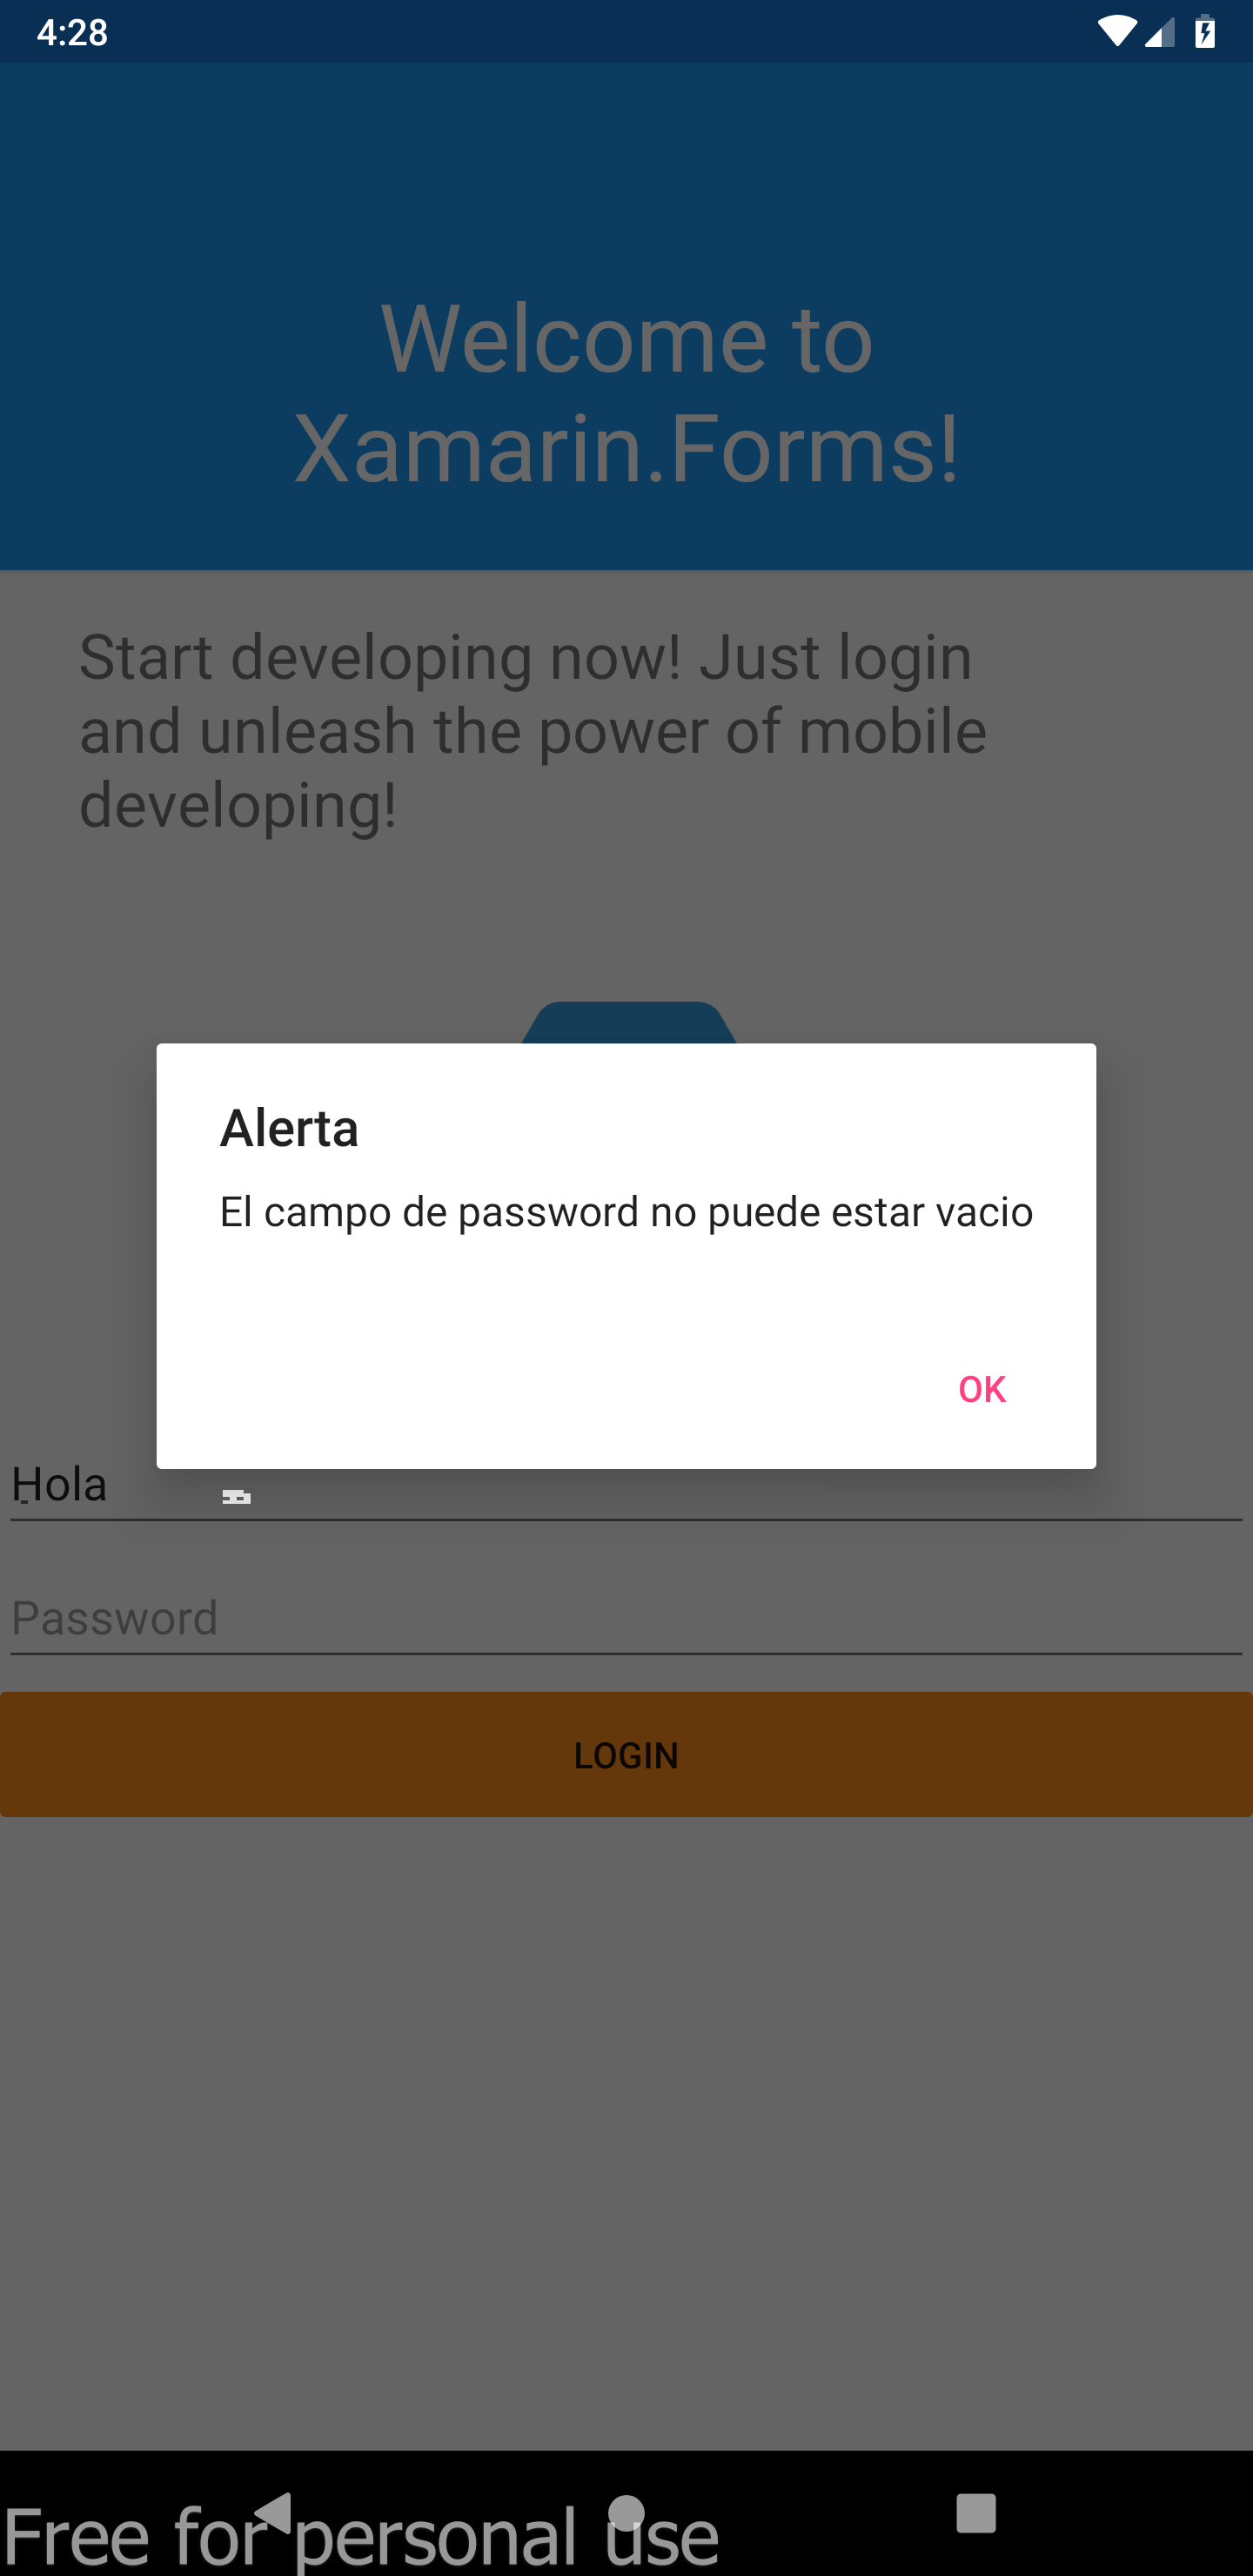 4:28
Welcome to
Xamarin.Forms!
Start developing now! Just login
and unleash the power of mobile
developing!
Alerta
El campo de password no puede estar vacio
OK
Hola
Password
LOGIN
Free for personal use